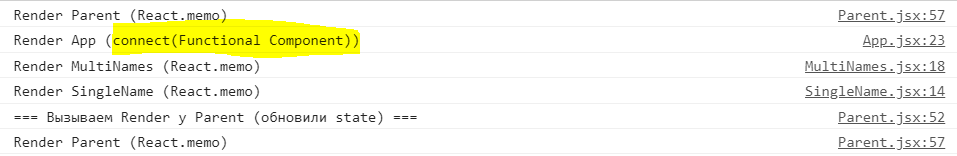 Render Parent (React.memo) Parent.jsx:57
Render App (connect(Functional Component)) App.jsx:23
Render MultiNames (React.memo) MultiNames.jsx:18
Render SingleName (React.memo) SingleName.jsx:14
=== Вызываем Render у Parent (обновили state) === Parent.jsx:52
Render Parent (React.memo) Parent.jsx:57